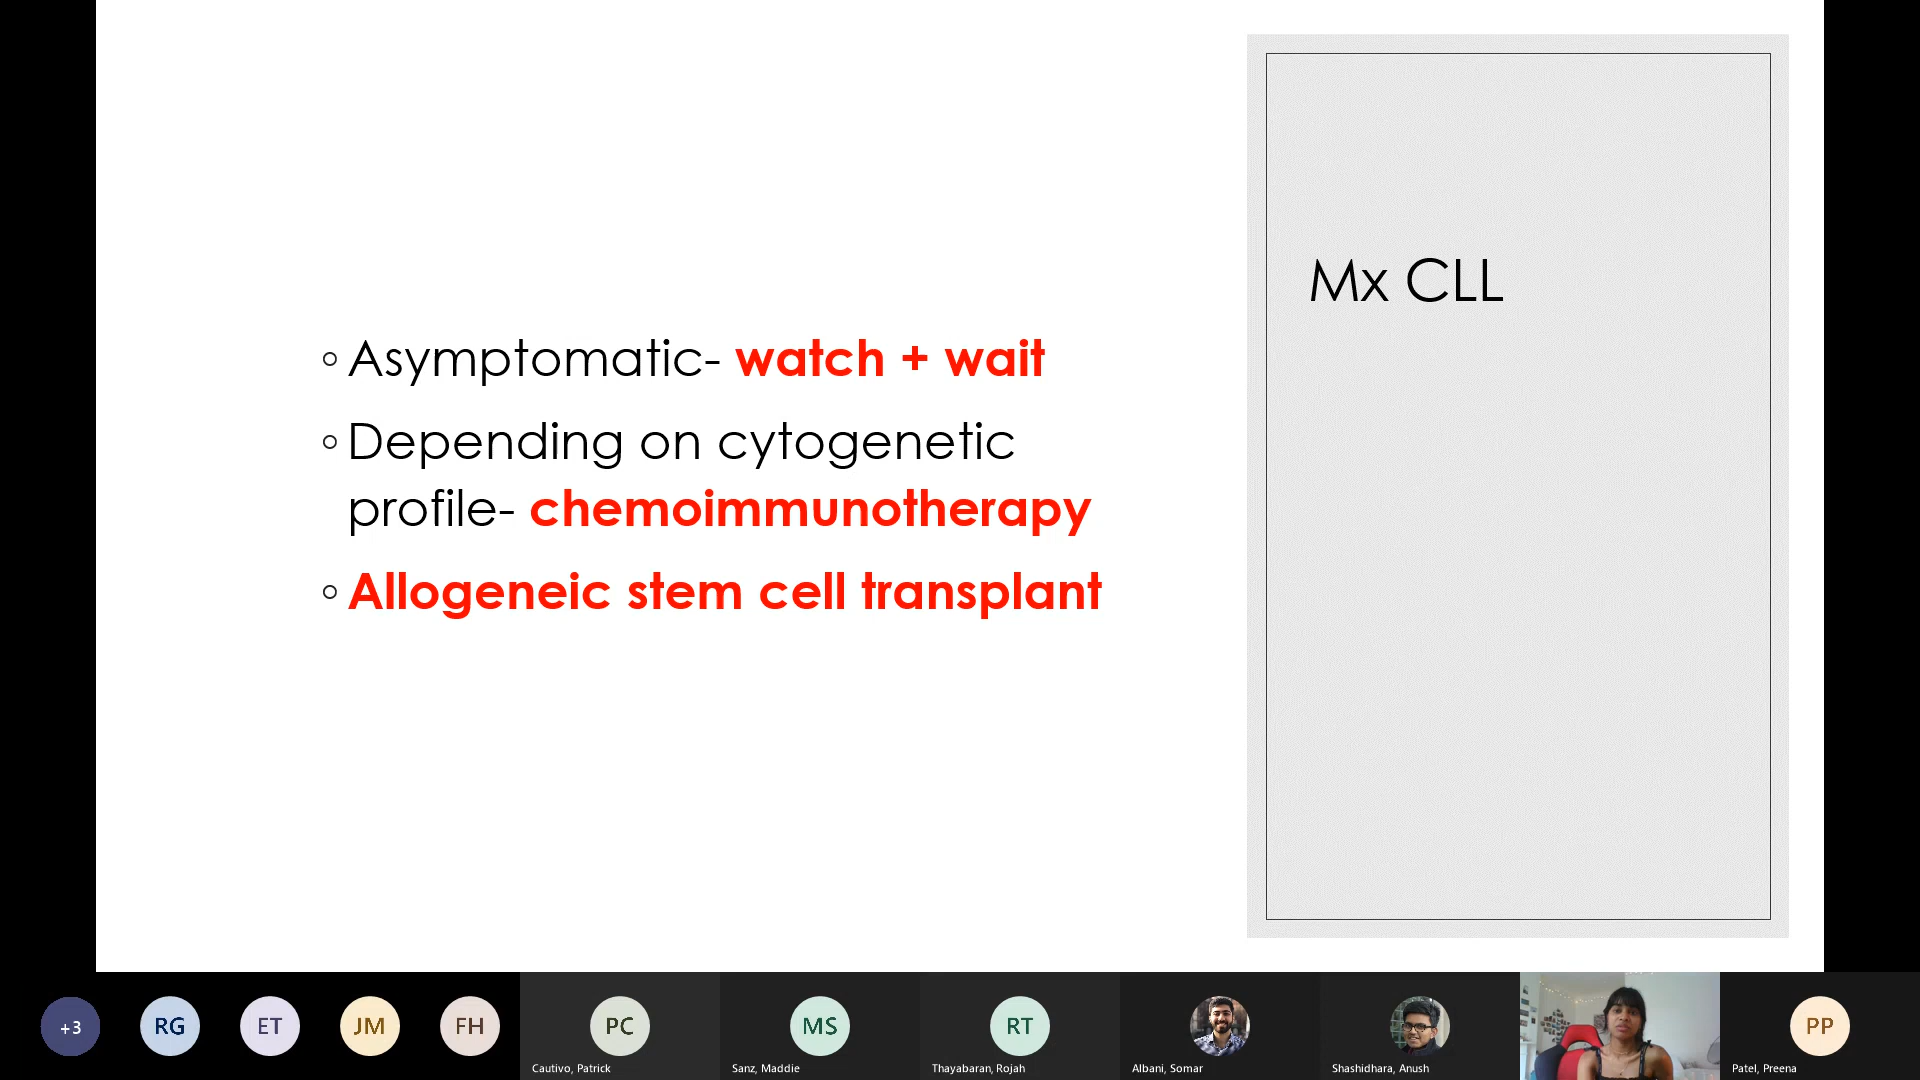 Mx CLL
◦ Asymptomatic- watch + wait
◦ Depending on cytogenetic
profile- chemoimmunotherapy
◦ Allogeneic stem cell transplant
+3
RG
ET
JM
FH
PC
MS
RT
PP
Cautivo, Patrick
Sanz, Maddie
Thayabaran, Rojah
Albani, Somar
Shashidhara, Anush
Patel, Preena